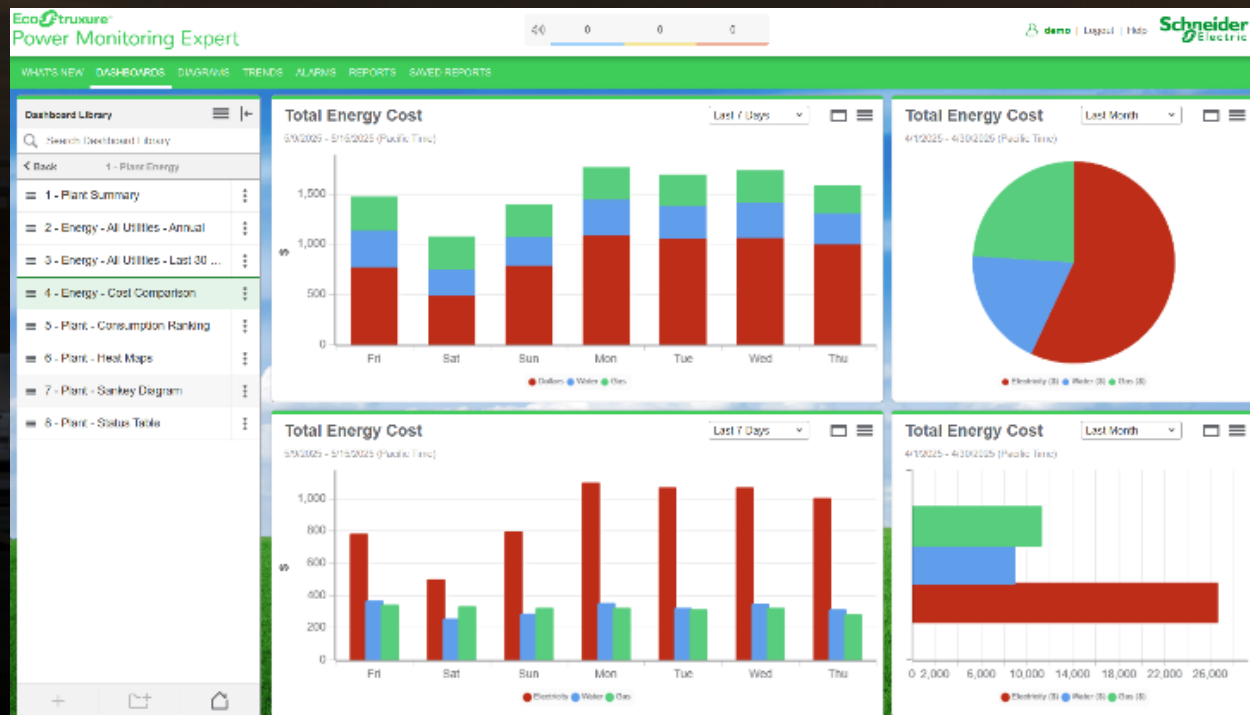 EcoStruxure
Power Monitoring Expert
0 0 0
demo | Logout | Help
Schneider
Electric
WHAT'S NEW DASHBOARDS DIAGRAMS TRENDS ALARMS REPORTS SAVED REPORTS
Dashboard Library
Search Dashboard Library
Back 1 - Plant Energy
1 - Plant Summary
2 - Energy - All Utilities - Annual
3 - Energy - All Utilities - Last 30 ...
4 - Energy - Cost Comparison
5 - Plant - Consumption Ranking
6 - Plant - Heat Maps
7 - Plant - Sankey Diagram
8 - Plant - Status Table
Total Energy Cost
Last 7 Days
5/9/2025 - 5/15/2025 (Pacific Time)
1,500
1,000
500
0
$
Fri Sat Sun Mon Tue Wed Thu
Dollars Water Gas
Total Energy Cost
Last Month
4/1/2025 - 4/30/2025 (Pacific Time)
Electricity ($) Water ($) Gas ($)
Total Energy Cost
Last 7 Days
5/9/2025 - 5/15/2025 (Pacific Time)
1,000
800
600
400
200
0
$
Fri Sat Sun Mon Tue Wed Thu
Electricity Water Gas
Total Energy Cost
Last Month
4/1/2025 - 4/30/2025 (Pacific Time)
0 2,000 6,000 10,000 14,000 18,000 22,000 26,000
Electricity ($) Water ($) Gas ($)